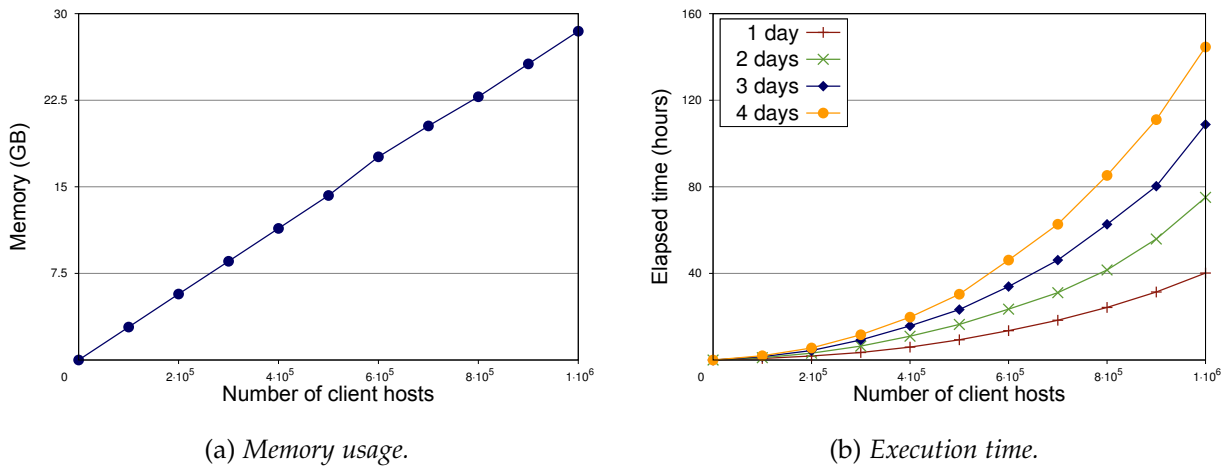 30
22.5
15
7.5
0
2·10⁵
4·10⁵
6·10⁵
8·10⁵
1·10⁶
Memory (GB)
Number of client hosts
(a) Memory usage.
160
120
80
40
0
2·10⁵
4·10⁵
6·10⁵
8·10⁵
1·10⁶
Elapsed time (hours)
1 day
2 days
3 days
4 days
Number of client hosts
(b) Execution time.